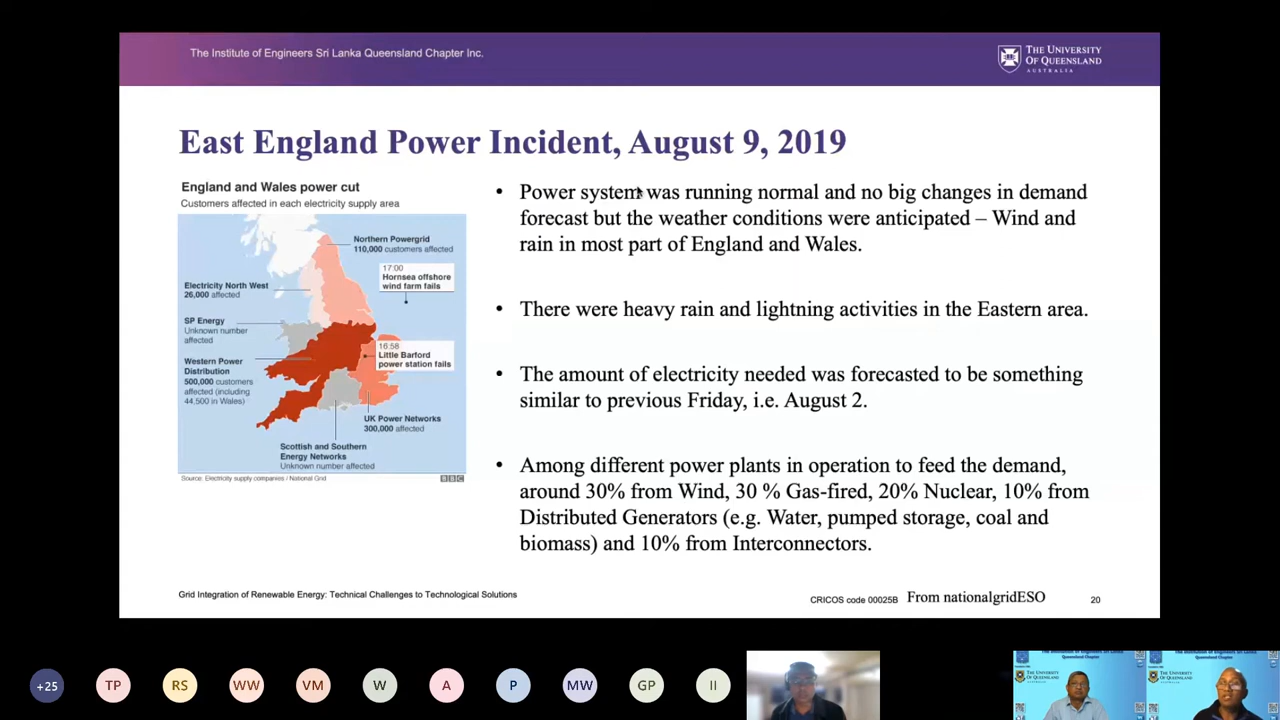 The Institute of Engineers Sri Lanka Queensland Chapter Inc.
THE UNIVERSITY
OF QUEENSLAND
AUSTRALIA
East England Power Incident, August 9, 2019
England and Wales power cut
Customers affected in each electricity supply area
Northern Powergrid
110,000 customers affected
17:00
Hornsea offshore
wind farm fails
Electricity North West
26,000 affected
SP Energy
Unknown number
affected
16:58
Little Barford
power station fails
Western Power
Distribution
500,000 customers
affected (including
44,500 in Wales)
UK Power Networks
300,000 affected
Scottish and Southern
Energy Networks
Unknown number affected
Source: Electricity supply companies / National Grid
BBC
• Power system was running normal and no big changes in demand
forecast but the weather conditions were anticipated – Wind and
rain in most part of England and Wales.
• There were heavy rain and lightning activities in the Eastern area.
• The amount of electricity needed was forecasted to be something
similar to previous Friday, i.e. August 2.
• Among different power plants in operation to feed the demand,
around 30% from Wind, 30 % Gas-fired, 20% Nuclear, 10% from
Distributed Generators (e.g. Water, pumped storage, coal and
biomass) and 10% from Interconnectors.
Grid Integration of Renewable Energy: Technical Challenges to Technological Solutions
CRICOS code 00025B
From nationalgridESO
20
+25
TP
RS
WW
VM
W
A
P
MW
GP
II
Queensland Chapter
THE UNIVERSITY
OF QUEENSLAND
Queensland Chapter